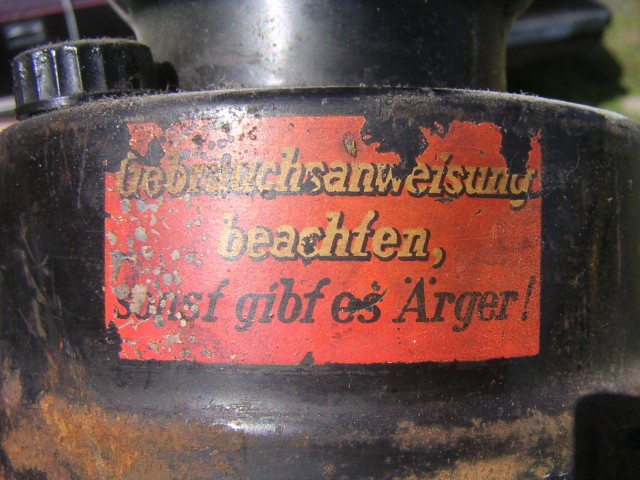 Gebrauchsanweisung
beachten,
sonst gibt es Ärger!